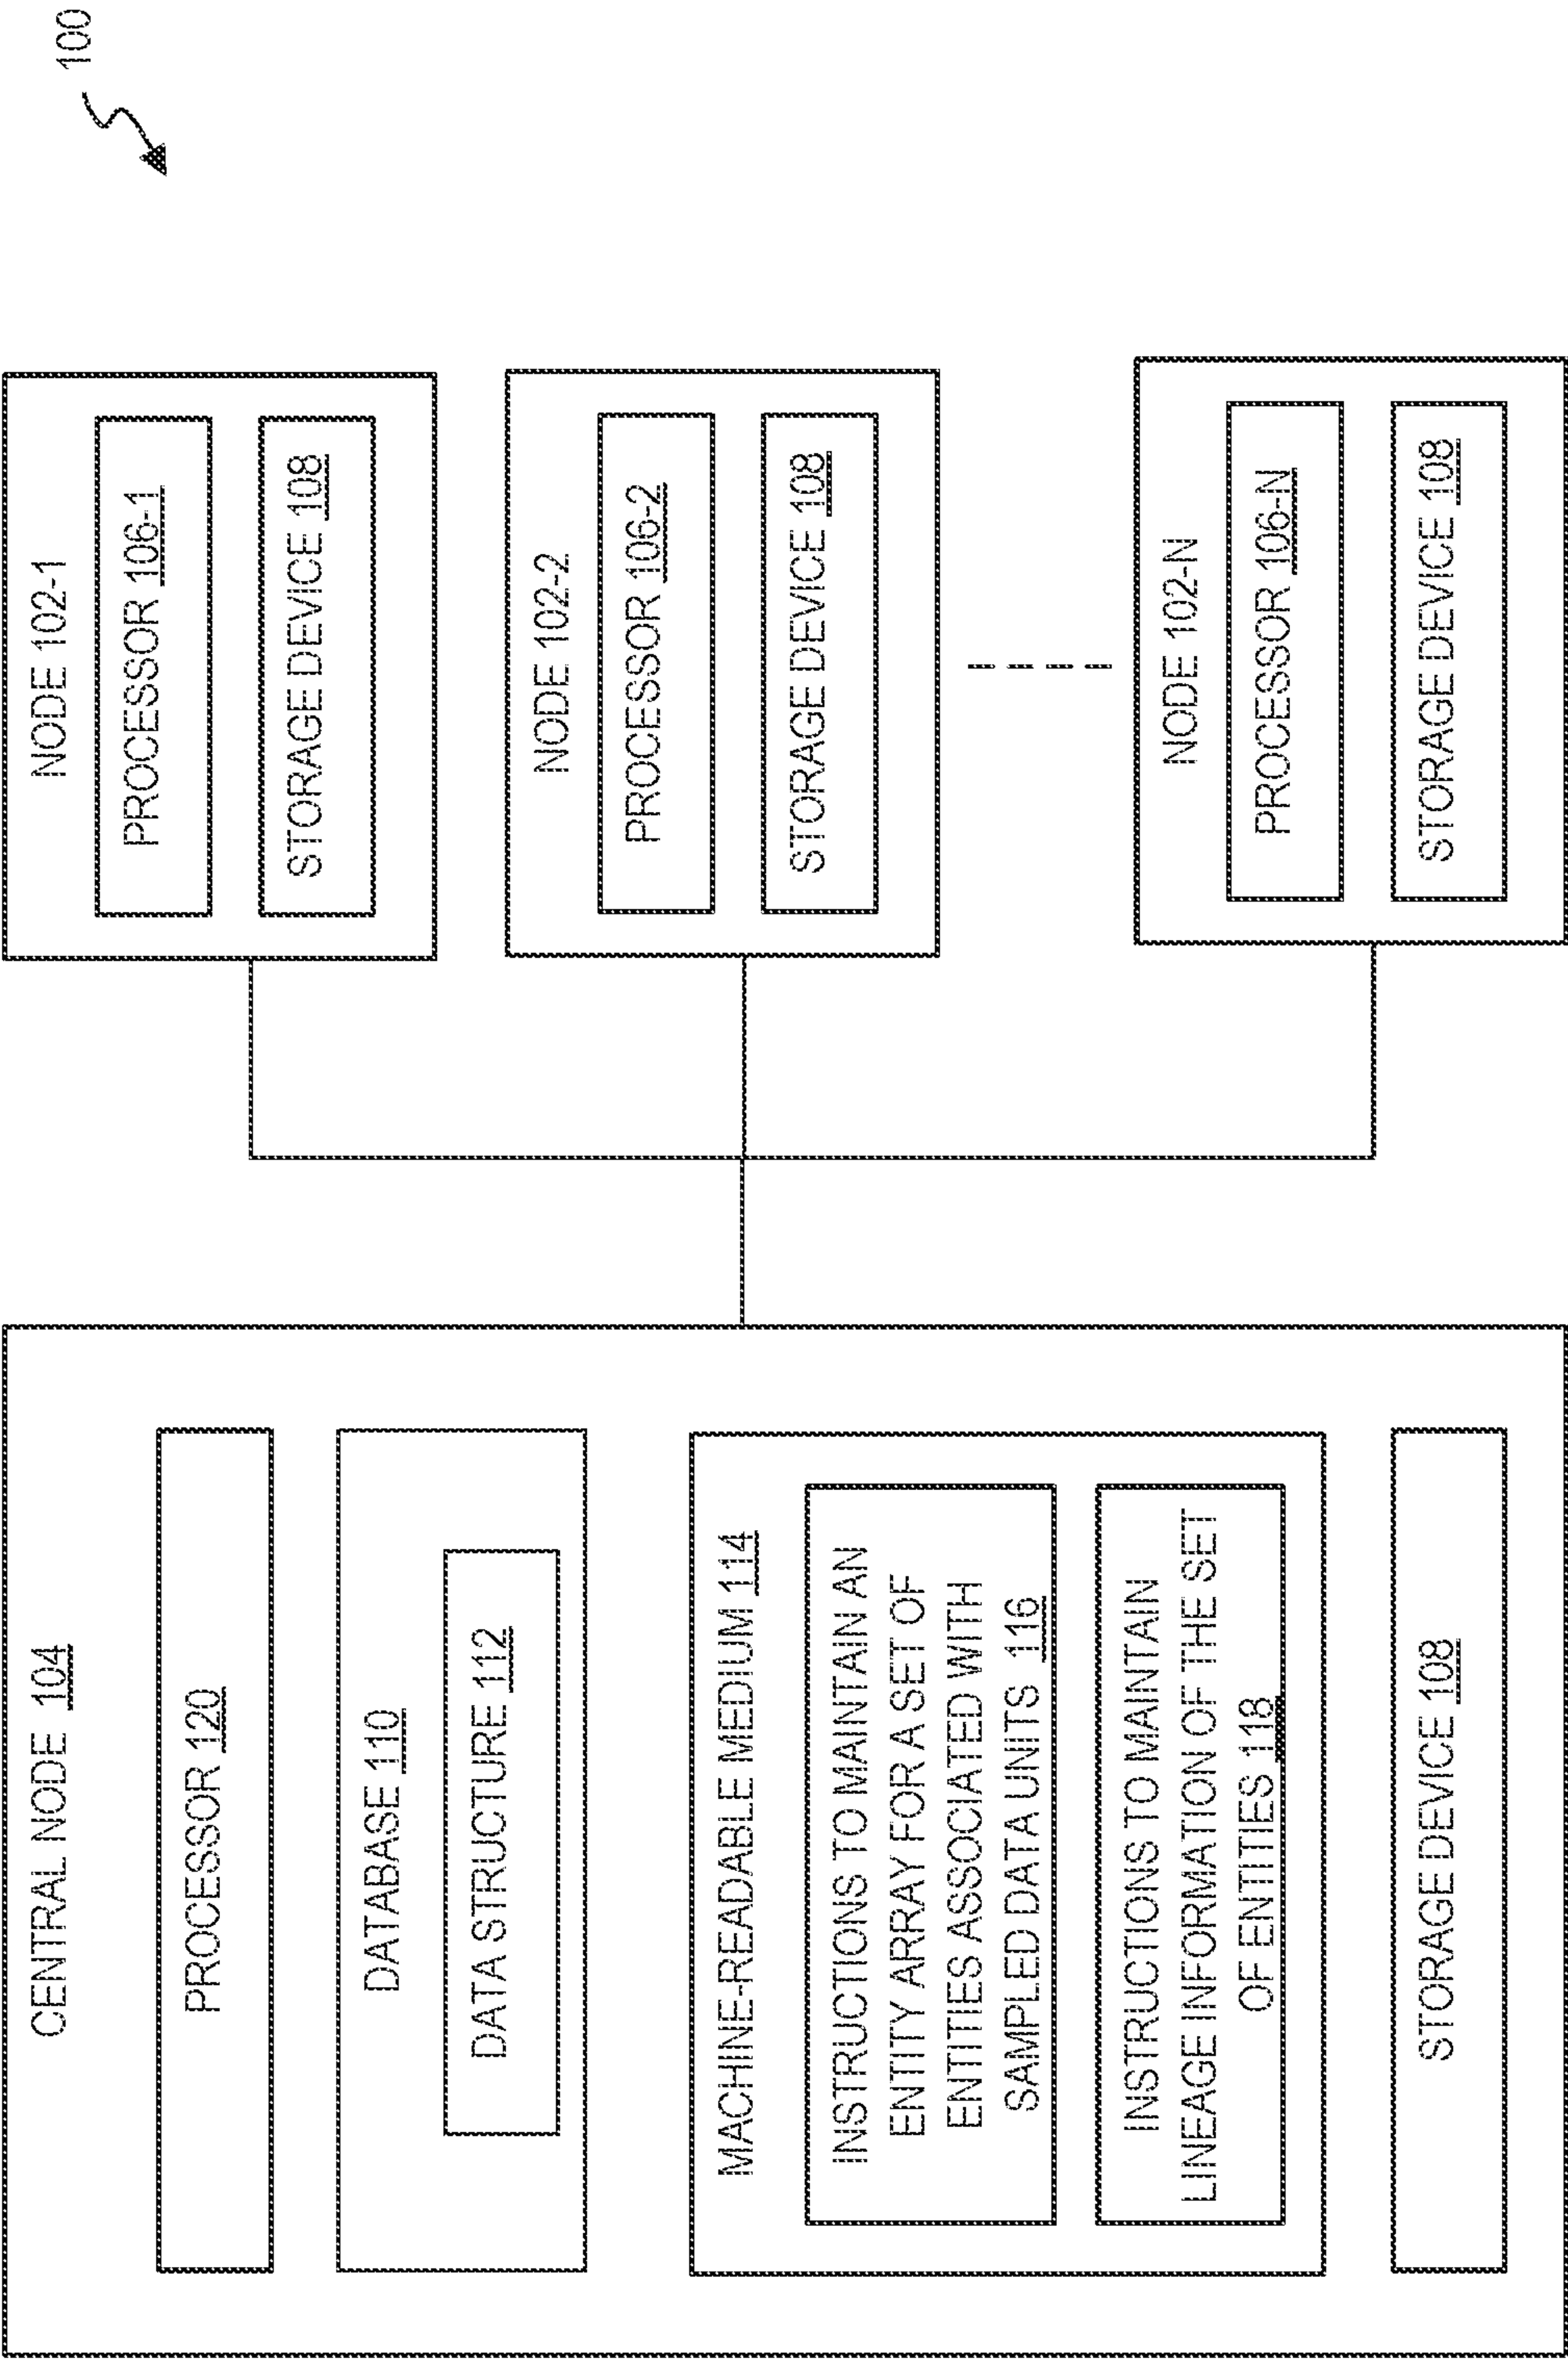 100
CENTRAL NODE 104
PROCESSOR 120
DATABASE 110
DATA STRUCTURE 112
MACHINE-READABLE MEDIUM 114
INSTRUCTIONS TO MAINTAIN AN
ENTITY ARRAY FOR A SET OF
ENTITIES ASSOCIATED WITH
SAMPLED DATA UNITS 116
INSTRUCTIONS TO MAINTAIN
LINEAGE INFORMATION OF THE SET
OF ENTITIES 118
STORAGE DEVICE 108
NODE 102-1
PROCESSOR 106-1
STORAGE DEVICE 108
NODE 102-2
PROCESSOR 106-2
STORAGE DEVICE 108
NODE 102-N
PROCESSOR 106-N
STORAGE DEVICE 108